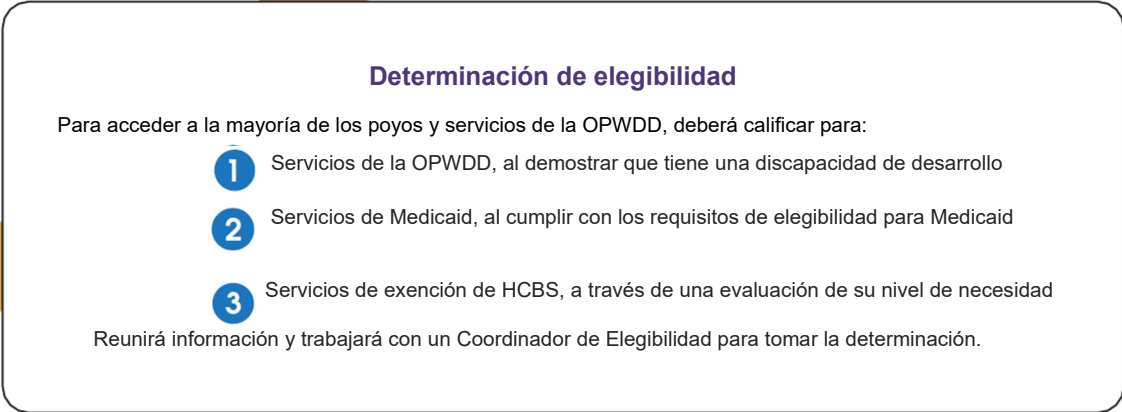 Determinación de elegibilidad
Para acceder a la mayoría de los poyos y servicios de la OPWDD, deberá calificar para:
1 Servicios de la OPWDD, al demostrar que tiene una discapacidad de desarrollo
2 Servicios de Medicaid, al cumplir con los requisitos de elegibilidad para Medicaid
3 Servicios de exención de HCBS, a través de una evaluación de su nivel de necesidad
Reunirá información y trabajará con un Coordinador de Elegibilidad para tomar la determinación.